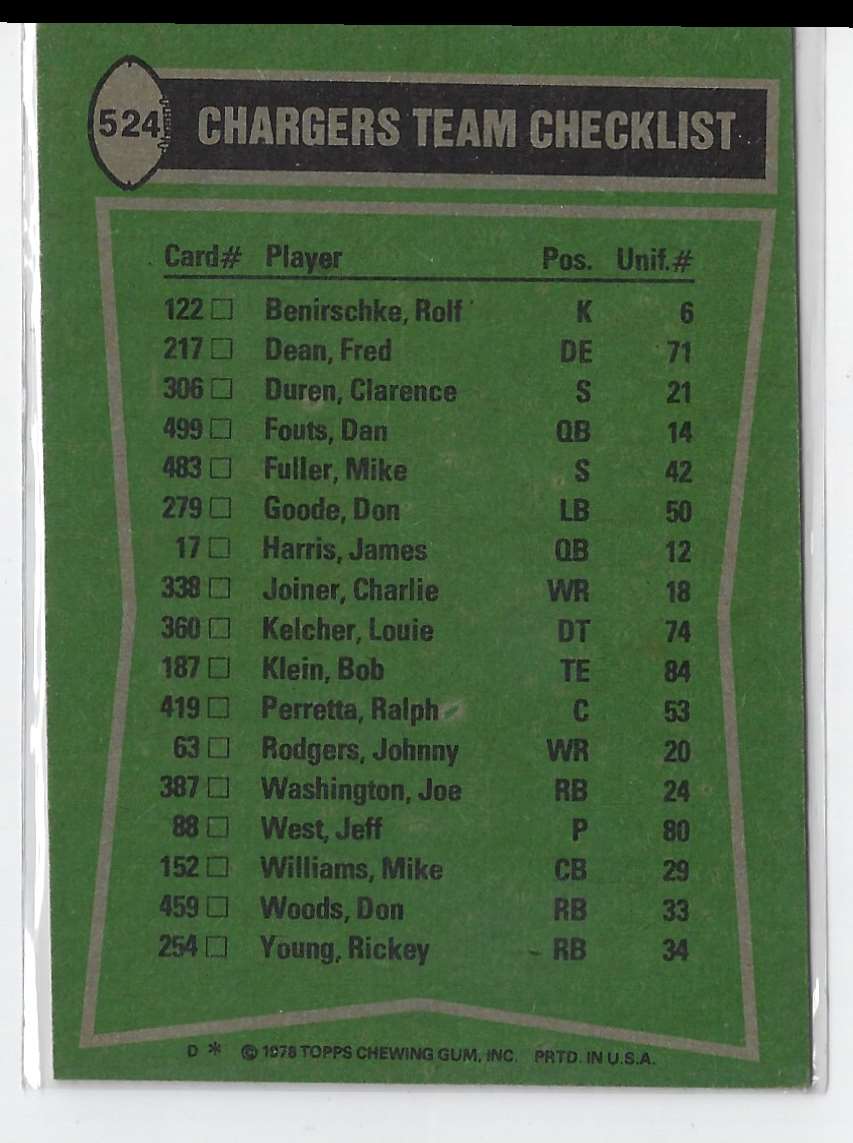 524 CHARGERS TEAM CHECKLIST
Card# Player Pos. Unif.#
122 □ Benirschke, Rolf K 6
217 □ Dean, Fred DE 71
306 □ Duren, Clarence S 21
499 □ Fouts, Dan QB 14
483 □ Fuller, Mike S 42
279 □ Goode, Don LB 50
17 □ Harris, James QB 12
338 □ Joiner, Charlie WR 18
360 □ Kelcher, Louie DT 74
187 □ Klein, Bob TE 84
419 □ Perretta, Ralph C 53
63 □ Rodgers, Johnny WR 20
387 □ Washington, Joe RB 24
88 □ West, Jeff P 80
152 □ Williams, Mike CB 29
459 □ Woods, Don RB 33
254 □ Young, Rickey RB 34
D * © 1978 TOPPS CHEWING GUM, INC. PRTD. IN U.S.A.